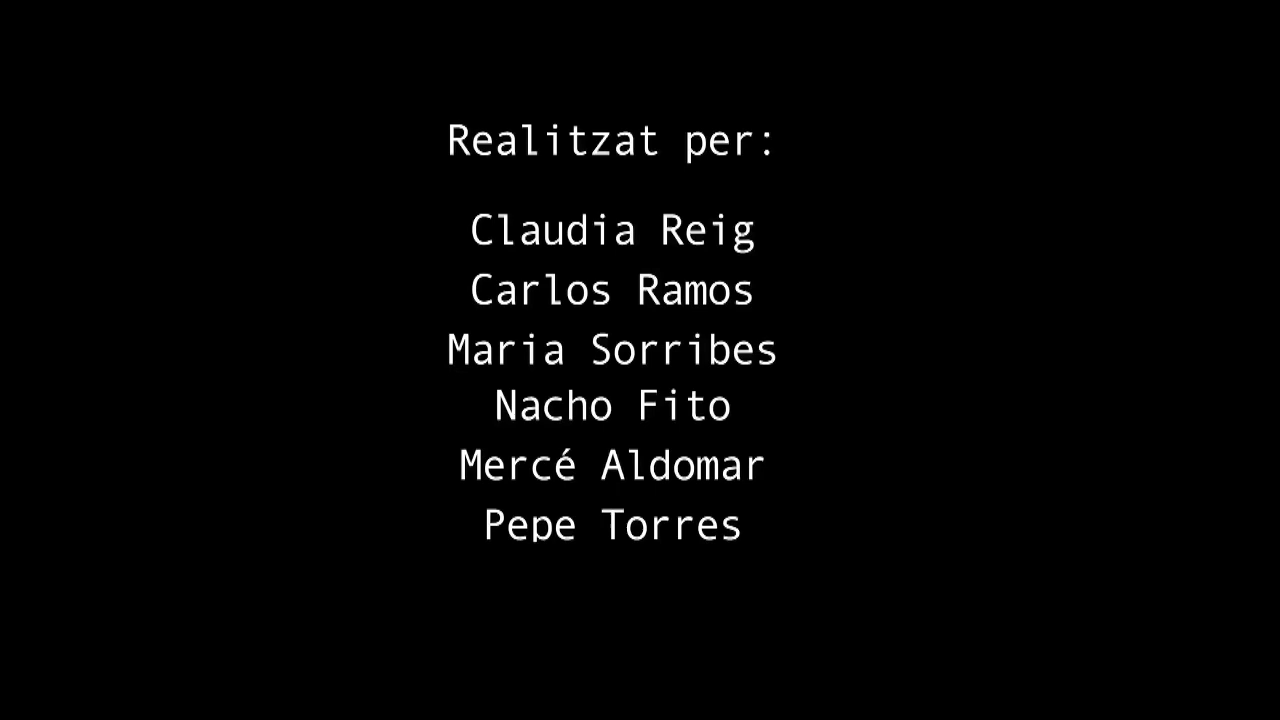 Realitzat per:
Claudia Reig
Carlos Ramos
Maria Sorribes
Nacho Fito
Mercé Aldomar
Pepe Torres